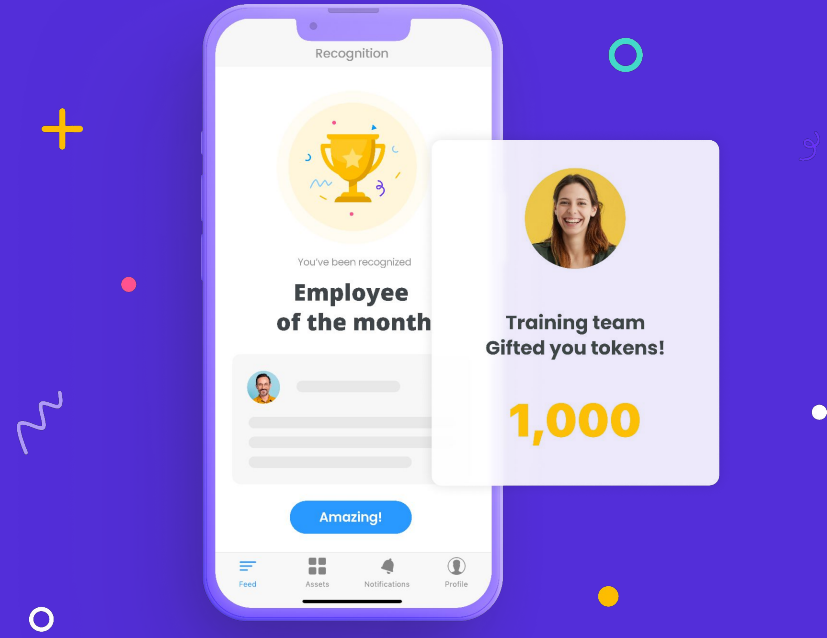 Recognition
You've been recognized
Employee
of the month
Training team
Gifted you tokens!
1,000
Amazing!
Feed
Assets
Notifications
Profile